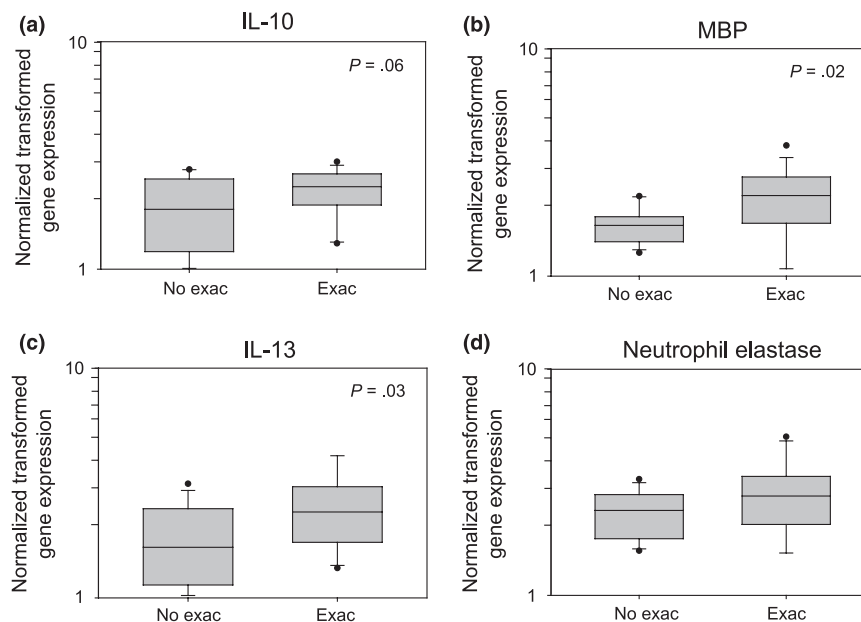 (a)
IL-10
Normalized transformed
gene expression
10
1
P = .06
No exac
Exac
(b)
MBP
Normalized transformed
gene expression
10
1
P = .02
No exac
Exac
(c)
IL-13
Normalized transformed
gene expression
10
1
P = .03
No exac
Exac
(d)
Neutrophil elastase
Normalized transformed
gene expression
10
1
No exac
Exac